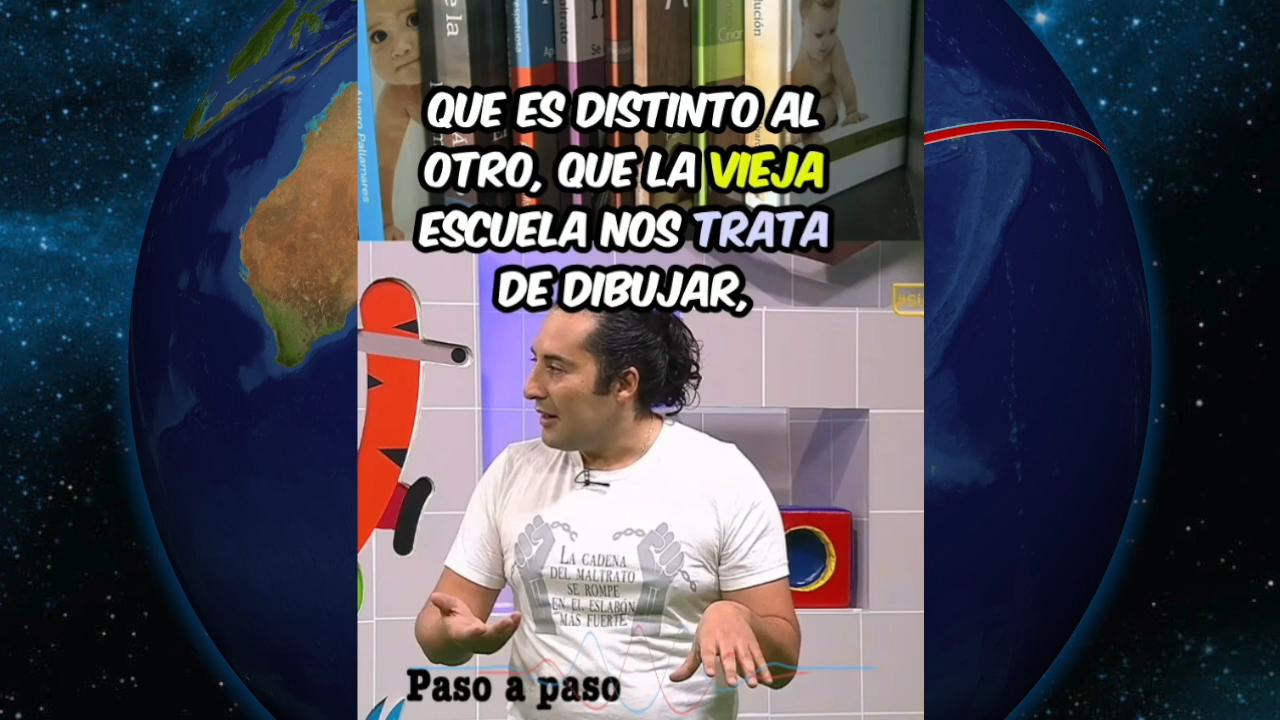 QUE ES DISTINTO AL
OTRO, QUE LA VIEJA
ESCUELA NOS TRATA
DE DIBUJAR,
LA CADENA
DEL MALTRATO
SE ROMPE
EN EL ESLABÓN
MAS FUERTE
Paso a paso